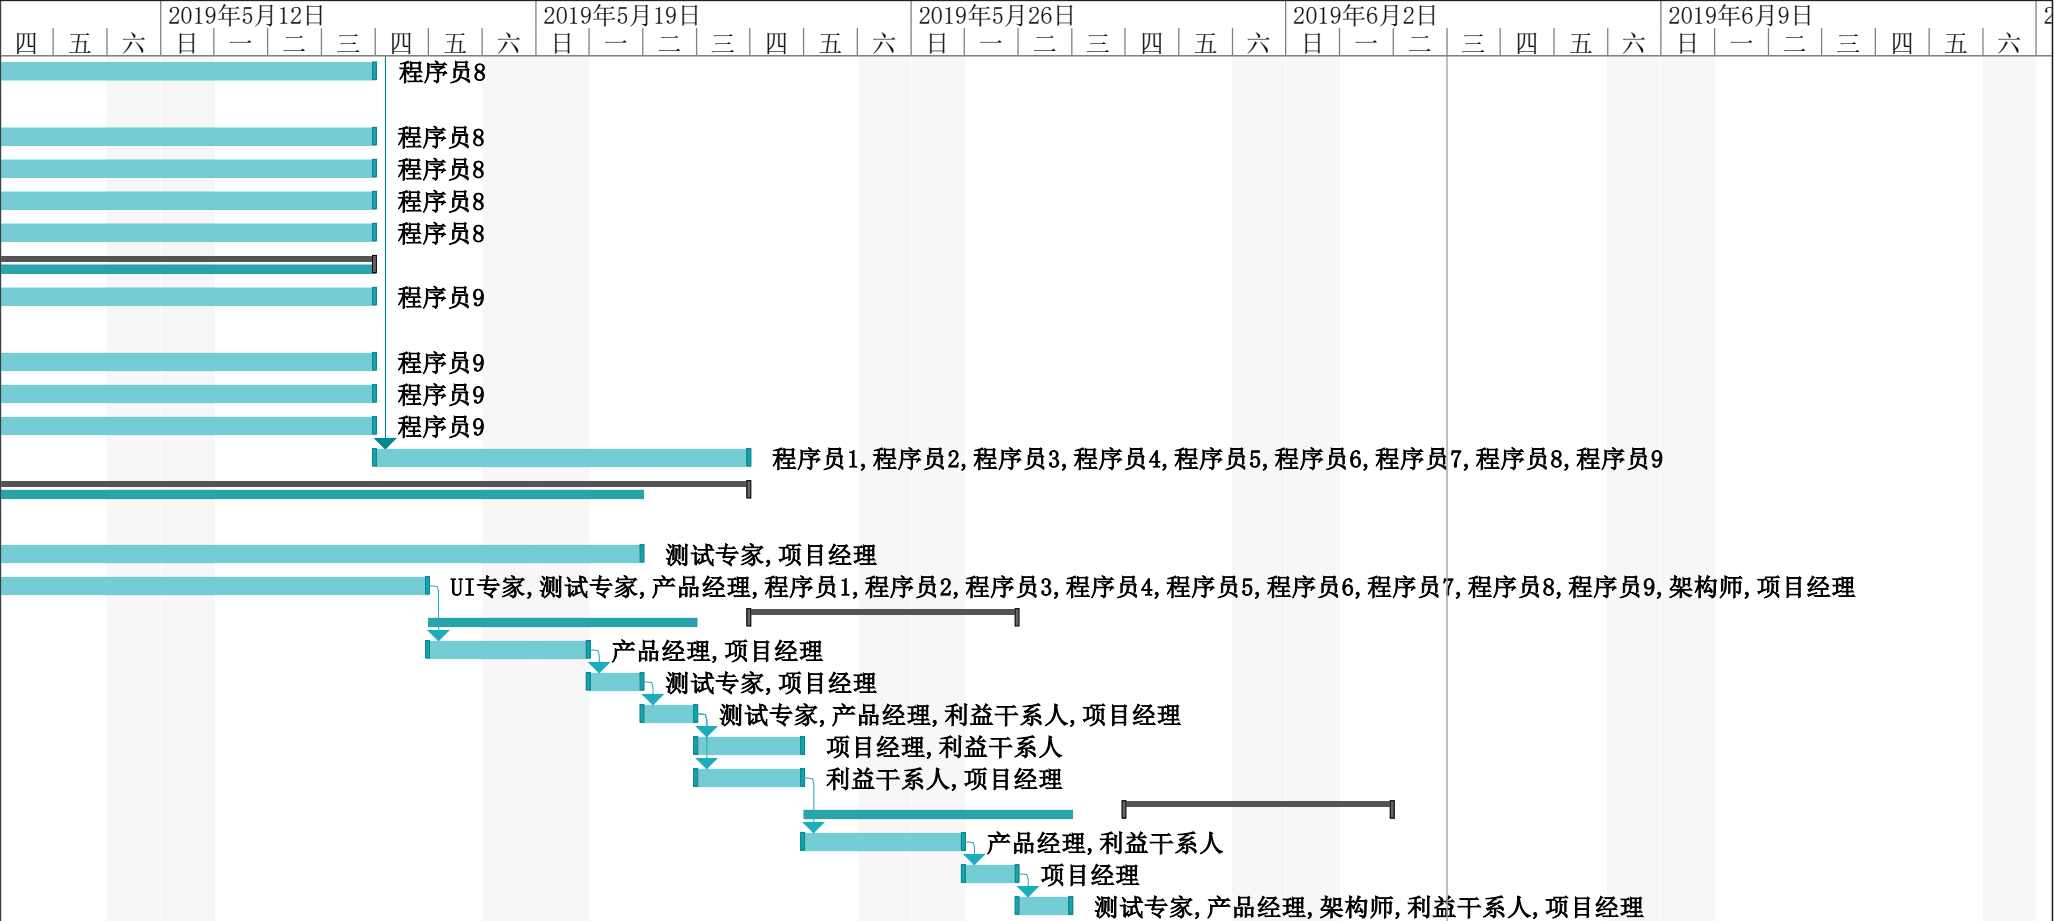 2019年5月12日 2019年5月19日 2019年5月26日 2019年6月2日 2019年6月9日
四 五 六 日 一 二 三 四 五 六 日 一 二 三 四 五 六 日 一 二 三 四 五 六 日 一 二 三 四 五 六 日 一 二 三 四 五 六
程序员8
程序员8
程序员8
程序员8
程序员8
程序员9
程序员9
程序员9
程序员9
程序员1,程序员2,程序员3,程序员4,程序员5,程序员6,程序员7,程序员8,程序员9
测试专家,项目经理
UI专家,测试专家,产品经理,程序员1,程序员2,程序员3,程序员4,程序员5,程序员6,程序员7,程序员8,程序员9,架构师,项目经理
产品经理,项目经理
测试专家,项目经理
测试专家,产品经理,利益干系人,项目经理
项目经理,利益干系人
利益干系人,项目经理
产品经理,利益干系人
项目经理
测试专家,产品经理,架构师,利益干系人,项目经理